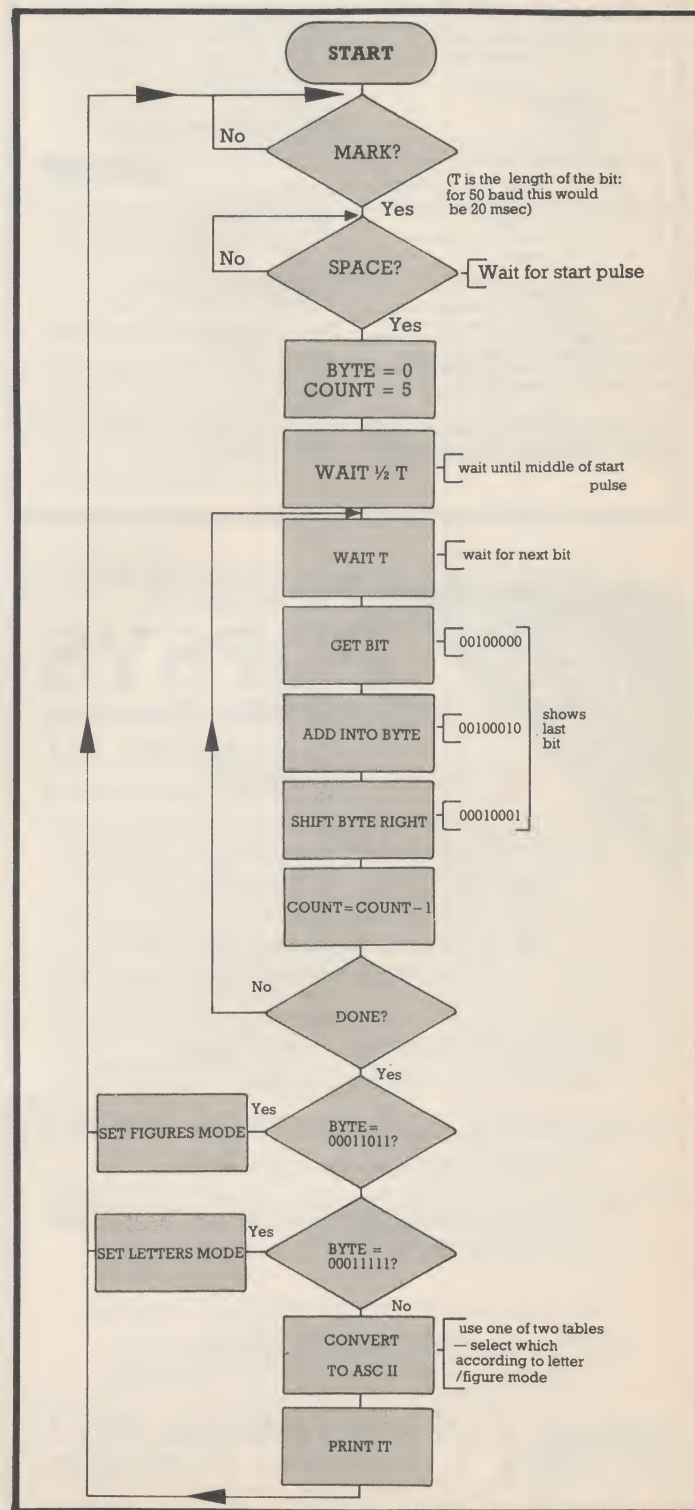 START
No
MARK?
(T is the length of the bit:
for 50 baud this would
be 20 msec)
Yes
No
SPACE?
Wait for start pulse
Yes
BYTE = 0
COUNT = 5
WAIT ½ T
wait until middle of start
pulse
WAIT T
wait for next bit
GET BIT
00100000
ADD INTO BYTE
00100010
shows
last
bit
SHIFT BYTE RIGHT
00010001
COUNT = COUNT – 1
No
DONE?
Yes
SET FIGURES MODE
Yes
BYTE =
00011011?
SET LETTERS MODE
Yes
BYTE =
00011111?
No
CONVERT
TO ASC II
use one of two tables
— select which
according to letter
/figure mode
PRINT IT